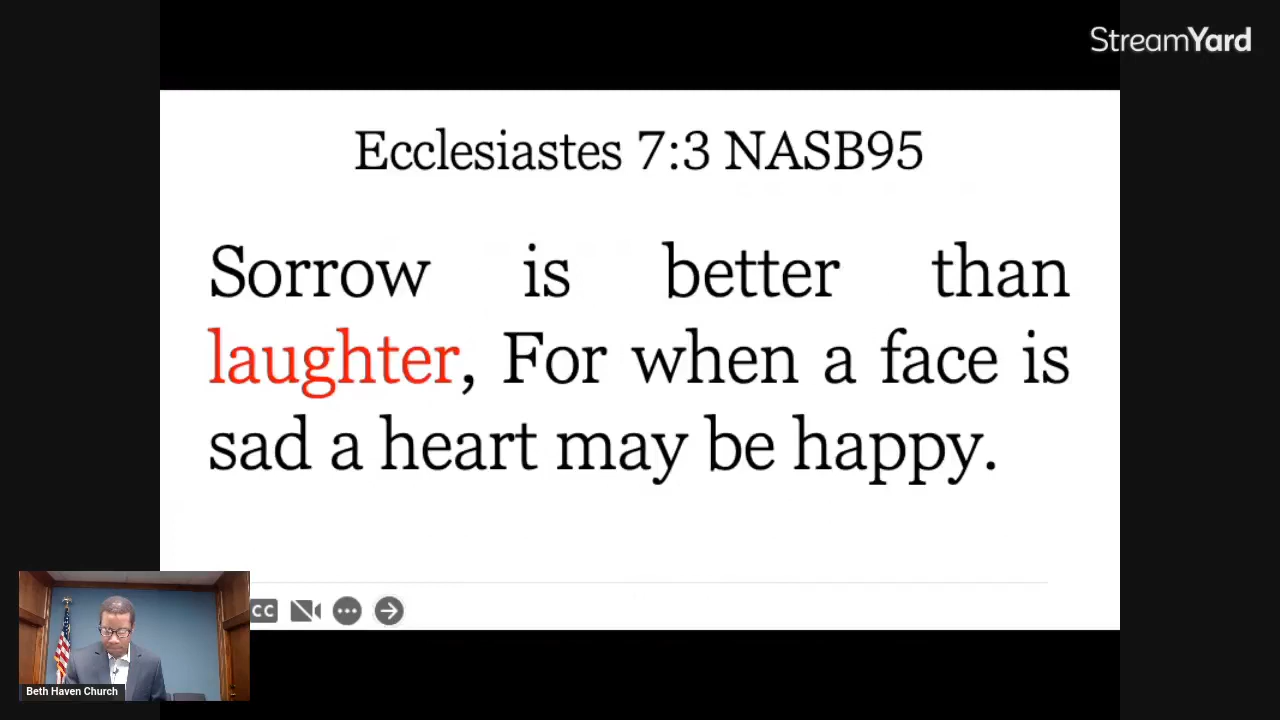 StreamYard
Ecclesiastes 7:3 NASB95
Sorrow is better than
laughter, For when a face is
sad a heart may be happy.
CC
Beth Haven Church